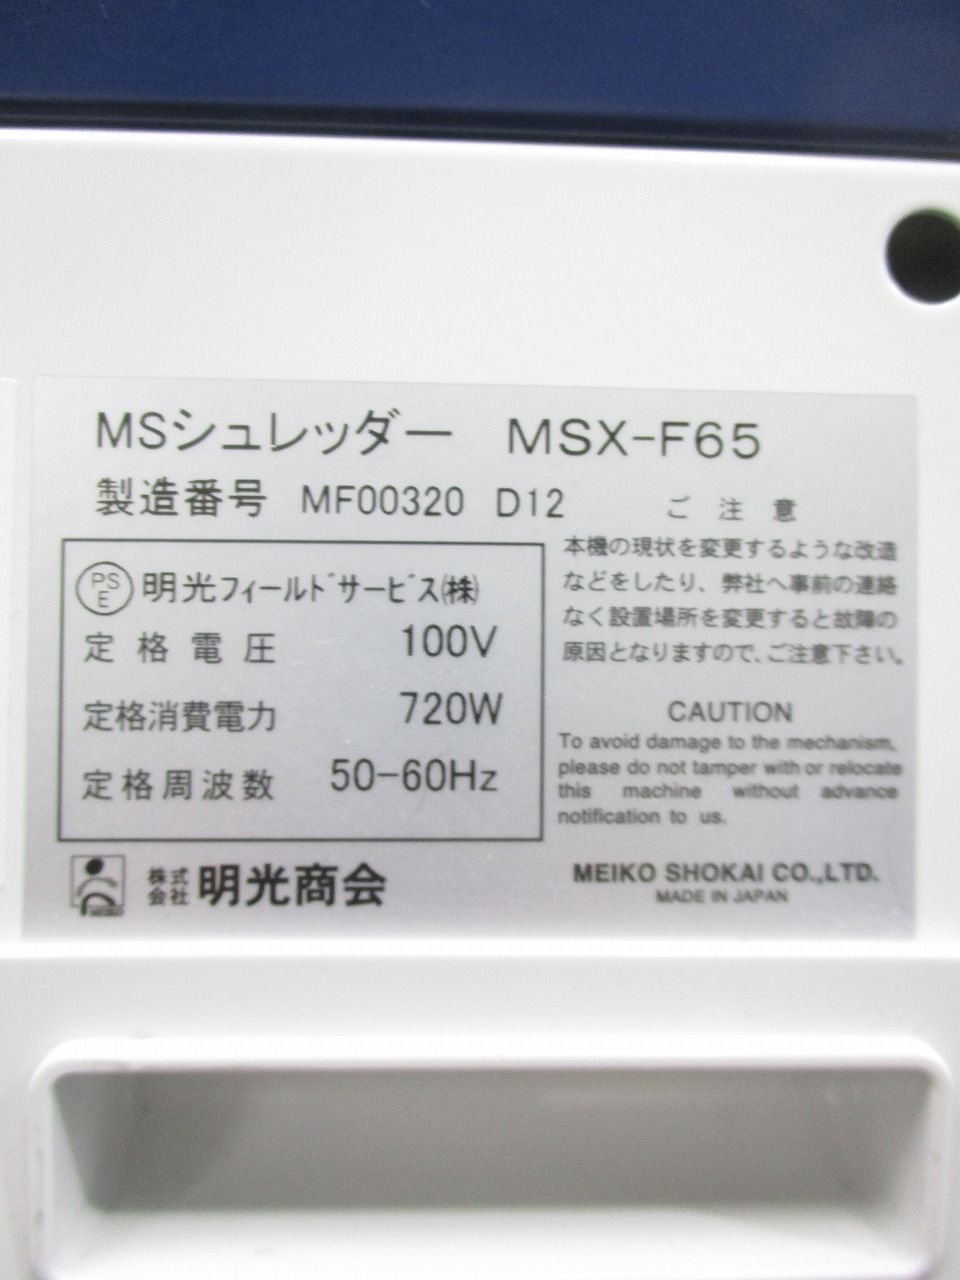 MSシュレッダー MSX-F65
製造番号 MF00320 D12
PSE 明光フィールドサービス(株)
定格電圧 100V
定格消費電力 720W
定格周波数 50-60Hz
ご注意
本機の現状を変更するような改造
などをしたり、弊社へ事前の連絡
なく設置場所を変更すると故障の
原因となりますので、ご注意下さい。
CAUTION
To avoid damage to the mechanism,
please do not tamper with or relocate
this machine without advance
notification to us.
MEIKO
株式会社 明光商会
MEIKO SHOKAI CO.,LTD.
MADE IN JAPAN